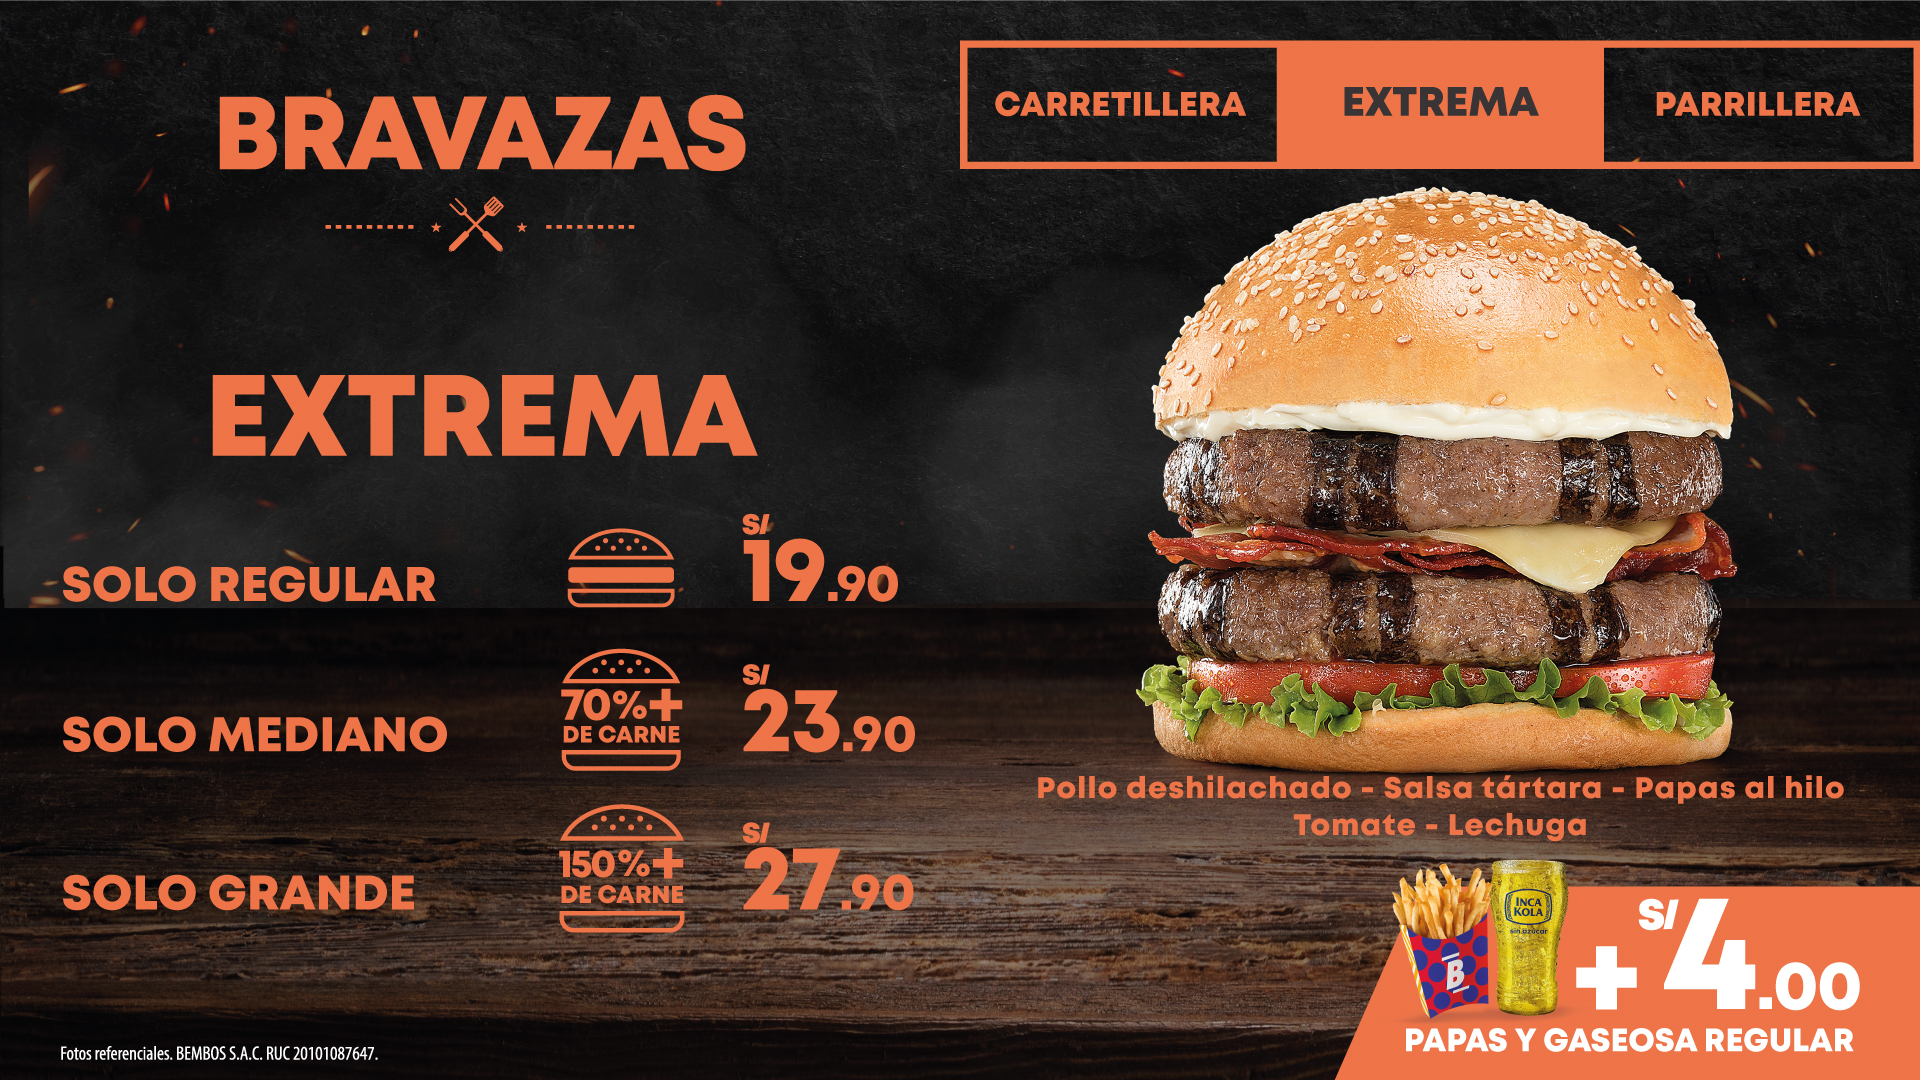 BRAVAZAS
CARRETILLERA
EXTREMA
PARRILLERA
EXTREMA
SOLO REGULAR
S/ 19.90
SOLO MEDIANO
70%+
DE CARNE
S/ 23.90
SOLO GRANDE
150%+
DE CARNE
S/ 27.90
Pollo deshilachado - Salsa tártara - Papas al hilo
Tomate - Lechuga
B
INCA
KOLA
sin azúcar
+ S/ 4.00
PAPAS Y GASEOSA REGULAR
Fotos referenciales. BEMBOS S.A.C. RUC 20101087647.